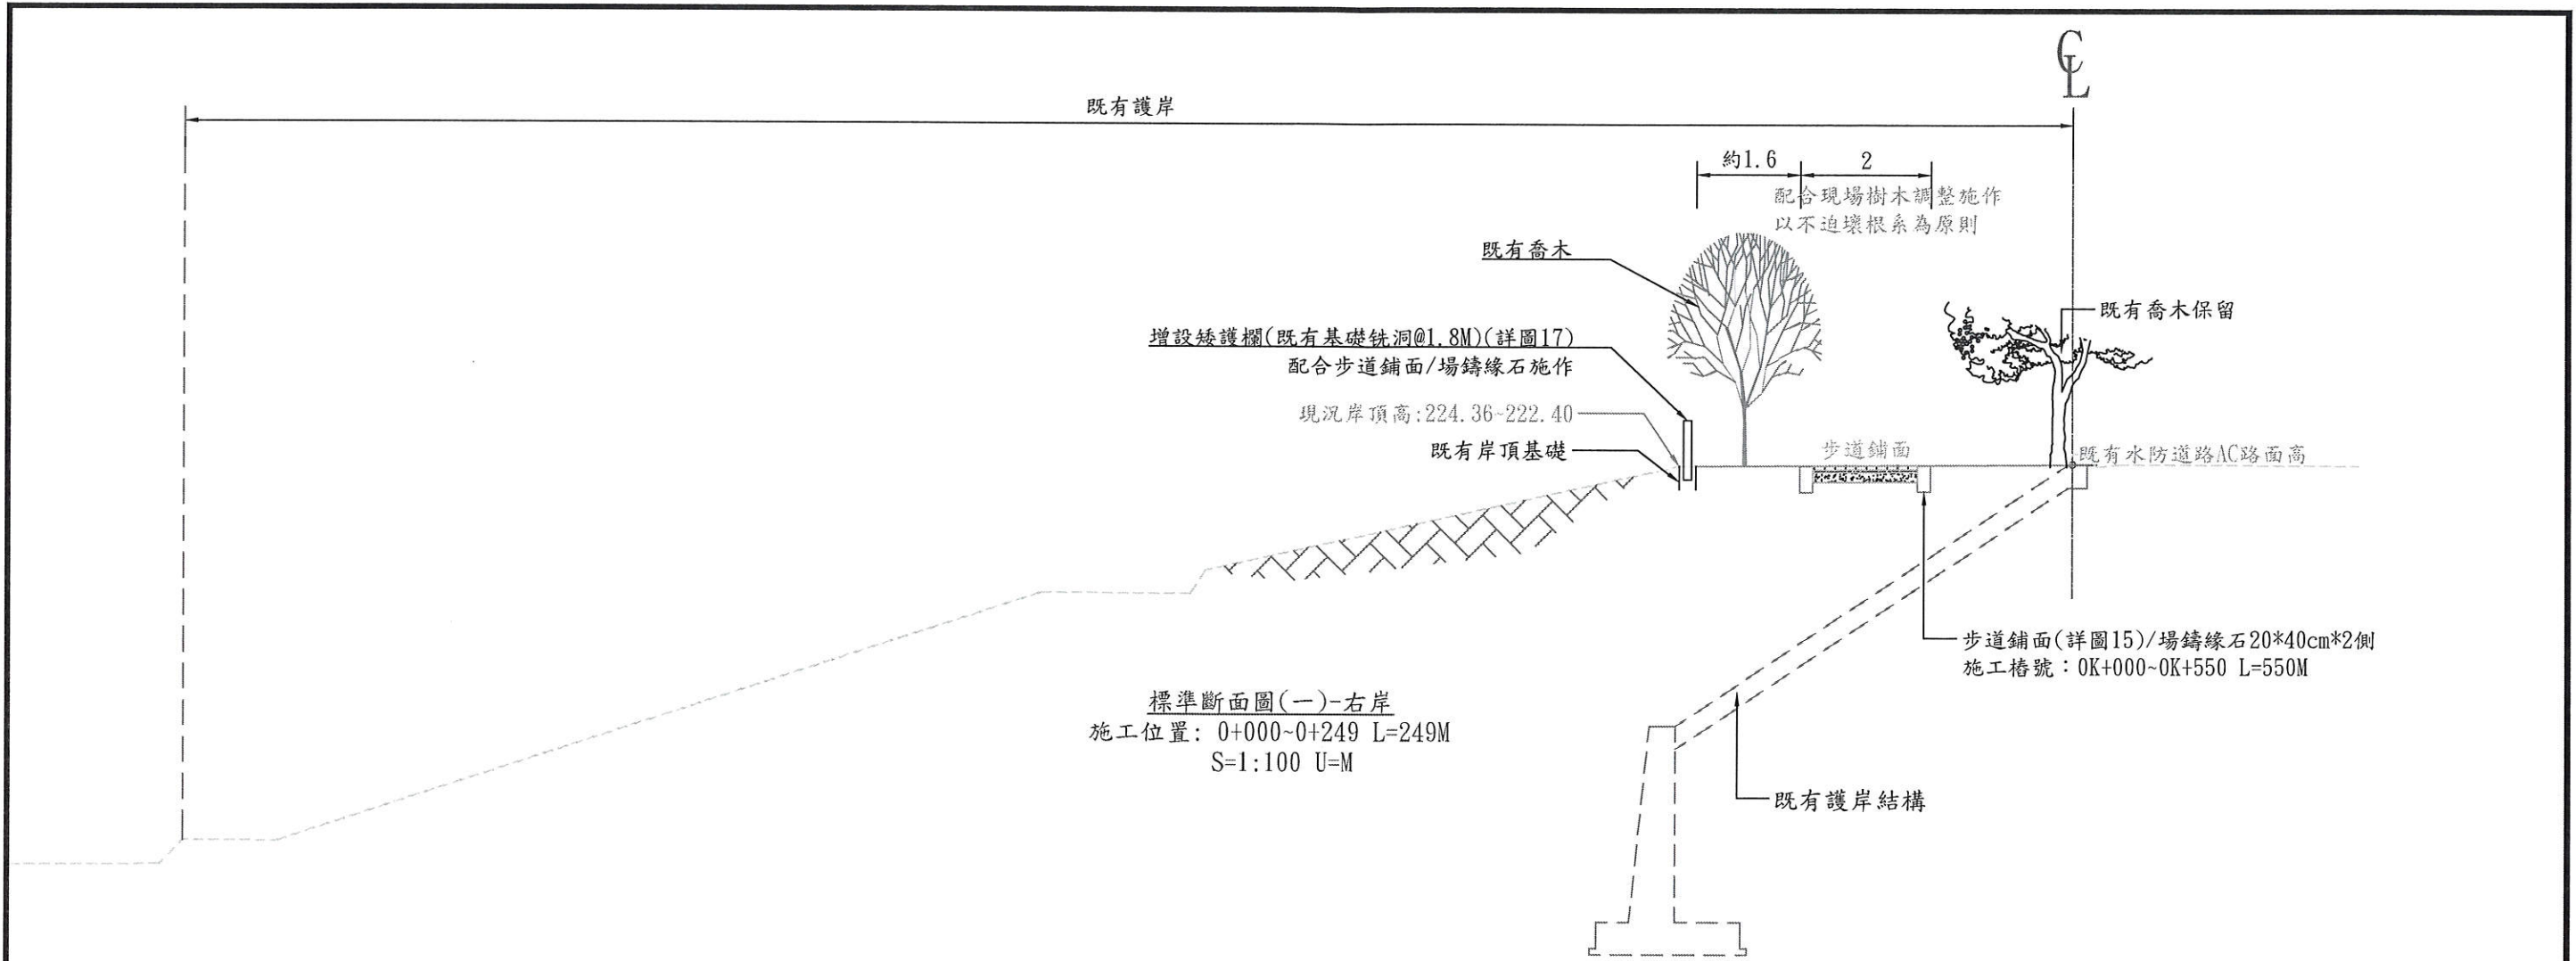 CL
既有護岸
約1.6
2
配合現場樹木調整施作
以不迫壞根系為原則
既有喬木
既有喬木保留
增設矮護欄(既有基礎铣洞@1.8M)(詳圖17)
配合步道鋪面/場鑄緣石施作
現況岸頂高:224.36~222.40
既有岸頂基礎
步道鋪面
既有水防道路AC路面高
步道鋪面(詳圖15)/場鑄緣石20*40cm*2側
施工樁號：0K+000~0K+550 L=550M
標準斷面圖(一)-右岸
施工位置: 0+000~0+249 L=249M
S=1:100 U=M
既有護岸結構